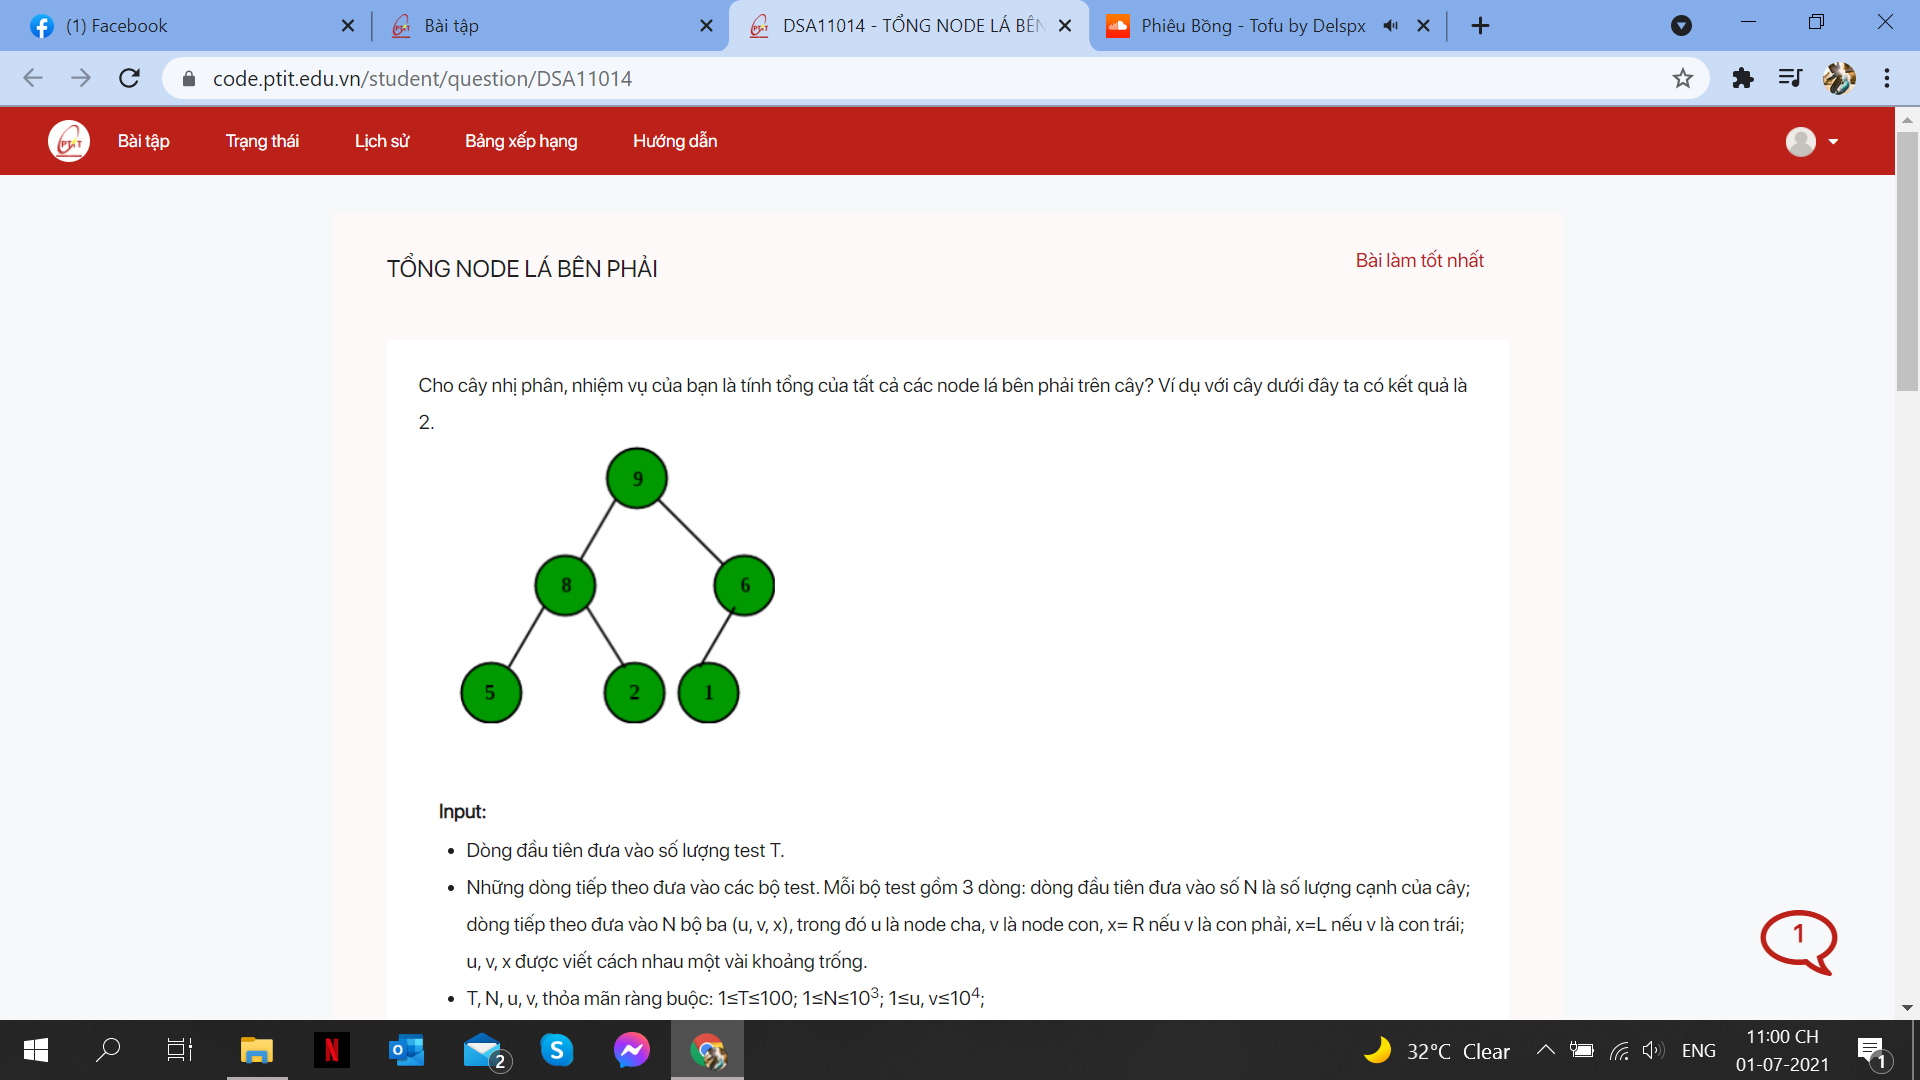 (1) Facebook
Bài tập
DSA11014 - TỔNG NODE LÁ BÊN
Phiêu Bồng - Tofu by Delspx
code.ptit.edu.vn/student/question/DSA11014
PTIT
Bài tập
Trạng thái
Lịch sử
Bảng xếp hạng
Hướng dẫn
TỔNG NODE LÁ BÊN PHẢI
Bài làm tốt nhất
Cho cây nhị phân, nhiệm vụ của bạn là tính tổng của tất cả các node lá bên phải trên cây? Ví dụ với cây dưới đây ta có kết quả là
2.
9
8
6
5
2
1
Input:
• Dòng đầu tiên đưa vào số lượng test T.
• Những dòng tiếp theo đưa vào các bộ test. Mỗi bộ test gồm 3 dòng: dòng đầu tiên đưa vào số N là số lượng cạnh của cây;
dòng tiếp theo đưa vào N bộ ba (u, v, x), trong đó u là node cha, v là node con, x= R nếu v là con phải, x=L nếu v là con trái;
u, v, x được viết cách nhau một vài khoảng trống.
• T, N, u, v, thỏa mãn ràng buộc: 1≤T≤100; 1≤N≤10³; 1≤u, v≤10⁴;
1
N
2
32°C Clear
ENG
11:00 CH
01-07-2021
1